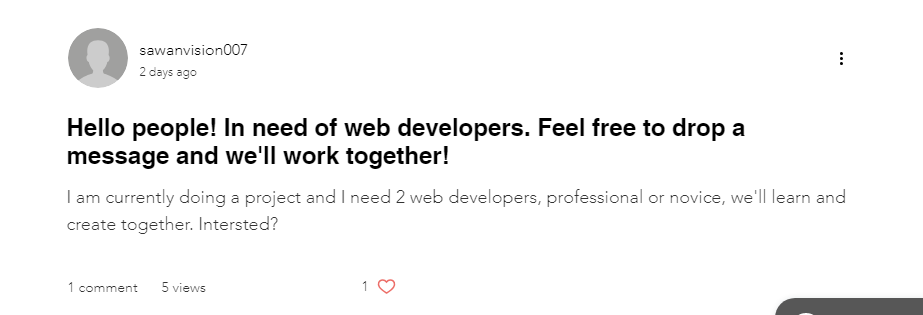 sawanvision007
2 days ago
Hello people! In need of web developers. Feel free to drop a
message and we'll work together!
I am currently doing a project and I need 2 web developers, professional or novice, we'll learn and
create together. Intersted?
1 comment 5 views 1